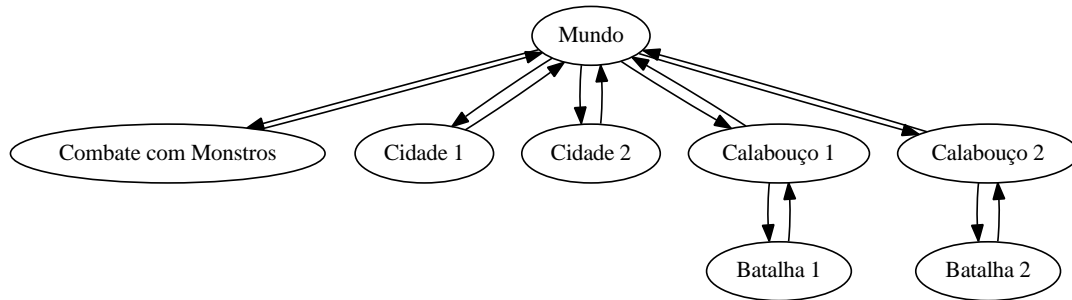 Mundo
Combate com Monstros
Cidade 1
Cidade 2
Calabouço 1
Calabouço 2
Batalha 1
Batalha 2